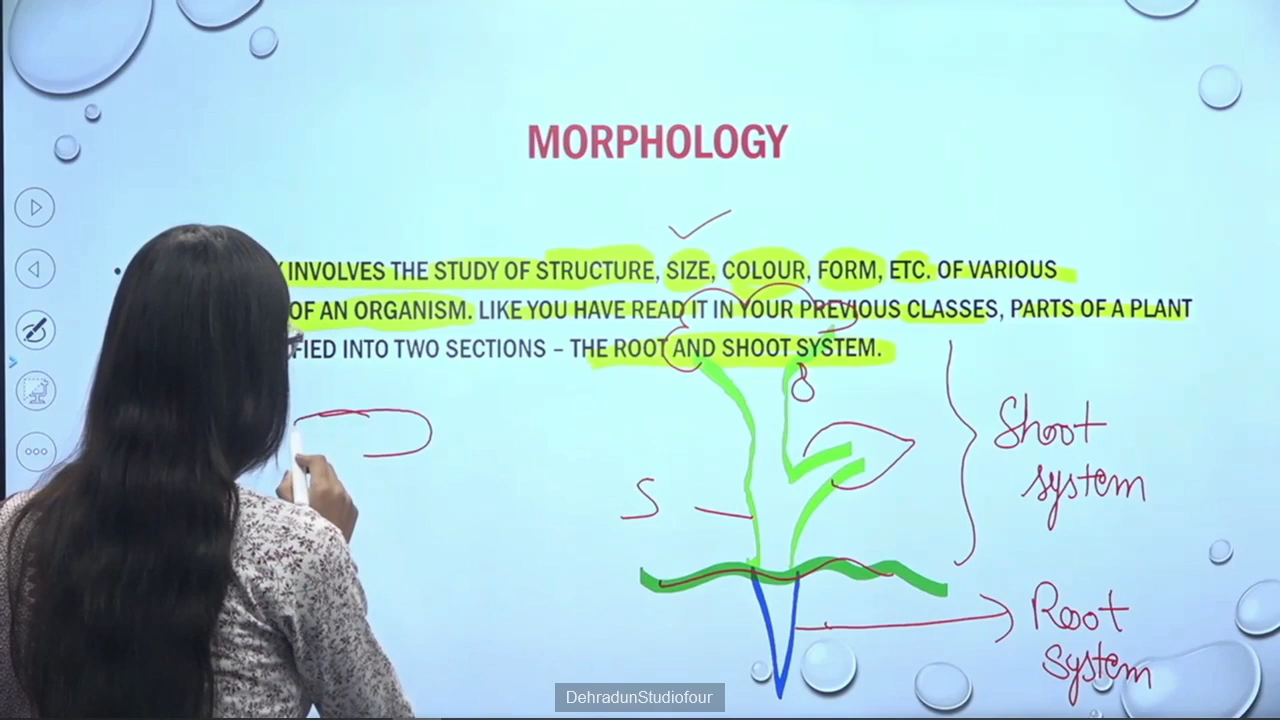 MORPHOLOGY
• INVOLVES THE STUDY OF STRUCTURE, SIZE, COLOUR, FORM, ETC. OF VARIOUS
OF AN ORGANISM. LIKE YOU HAVE READ IT IN YOUR PREVIOUS CLASSES, PARTS OF A PLANT
INTO TWO SECTIONS – THE ROOT AND SHOOT SYSTEM.
Shoot
system
S
Root
system
DehradunStudiofour